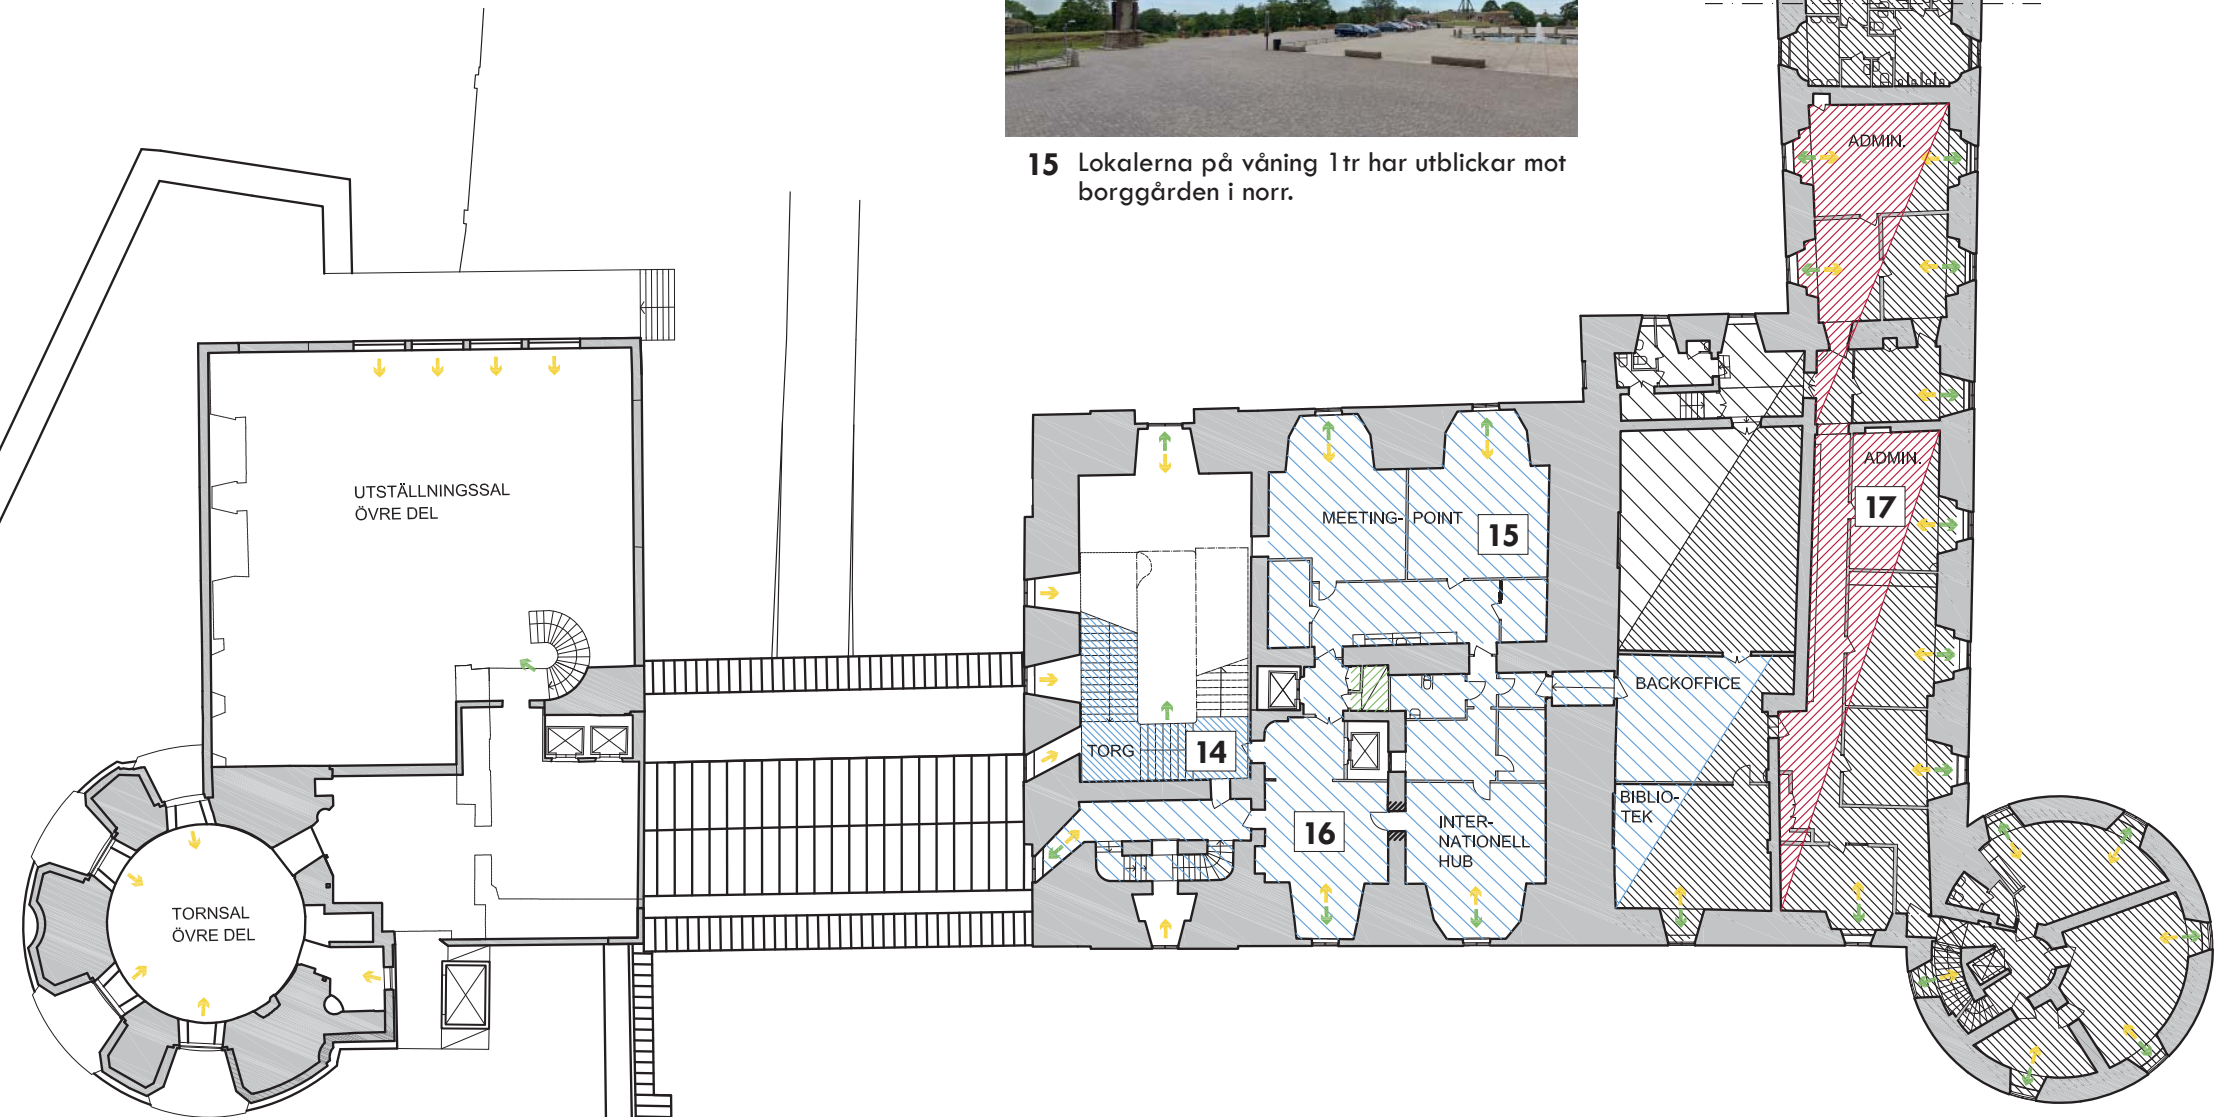 15 Lokalerna på våning 1tr har utblickar mot
borggården i norr.
ADMIN.
ADMIN.
17
UTSTÄLLNINGSSAL
ÖVRE DEL
MEETING- POINT
15
BACKOFFICE
TORG
14
BIBLIO-
TEK
16
INTER-
NATIONELL
HUB
TORNSAL
ÖVRE DEL